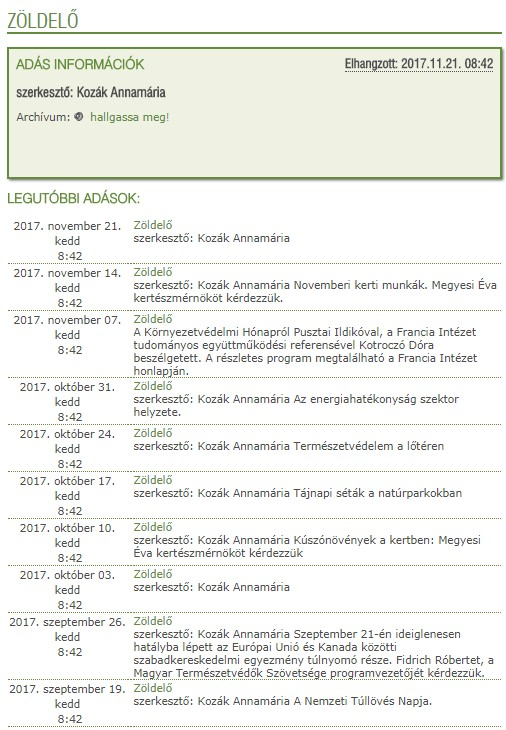 ZÖLDELŐ
ADÁS INFORMÁCIÓK
Elhangzott: 2017.11.21. 08:42
szerkesztő: Kozák Annamária
Archívum: hallgassa meg!
LEGUTÓBBI ADÁSOK:
2017. november 21.
kedd
8:42
Zöldelő
szerkesztő: Kozák Annamária
2017. november 14.
kedd
8:42
Zöldelő
szerkesztő: Kozák Annamária Novemberi kerti munkák. Megyesi Éva
kertészmérnököt kérdezzük.
2017. november 07.
kedd
8:42
Zöldelő
A Környezetvédelmi Hónapról Pusztai Ildikóval, a Francia Intézet
tudományos együttműködési referensével Kotroczó Dóra
beszélgetett. A részletes program megtalálható a Francia Intézet
honlapján.
2017. október 31.
kedd
8:42
Zöldelő
szerkesztő: Kozák Annamária Az energiahatékonyság szektor
helyzete.
2017. október 24.
kedd
8:42
Zöldelő
szerkesztő: Kozák Annamária Természetvédelem a lőtéren
2017. október 17.
kedd
8:42
Zöldelő
szerkesztő: Kozák Annamária Tájnapi séták a natúrparkokban
2017. október 10.
kedd
8:42
Zöldelő
szerkesztő: Kozák Annamária Kúszónövények a kertben: Megyesi
Éva kertészmérnököt kérdezzük
2017. október 03.
kedd
8:42
Zöldelő
szerkesztő: Kozák Annamária
2017. szeptember 26.
kedd
8:42
Zöldelő
szerkesztő: Kozák Annamária Szeptember 21-én ideiglenesen
hatályba lépett az Európai Unió és Kanada közötti
szabadkereskedelmi egyezmény túlnyomó része. Fidrich Róbertet, a
Magyar Természetvédők Szövetsége programvezetőjét kérdezzük.
2017. szeptember 19.
kedd
8:42
Zöldelő
szerkesztő: Kozák Annamária A Nemzeti Túllövés Napja.